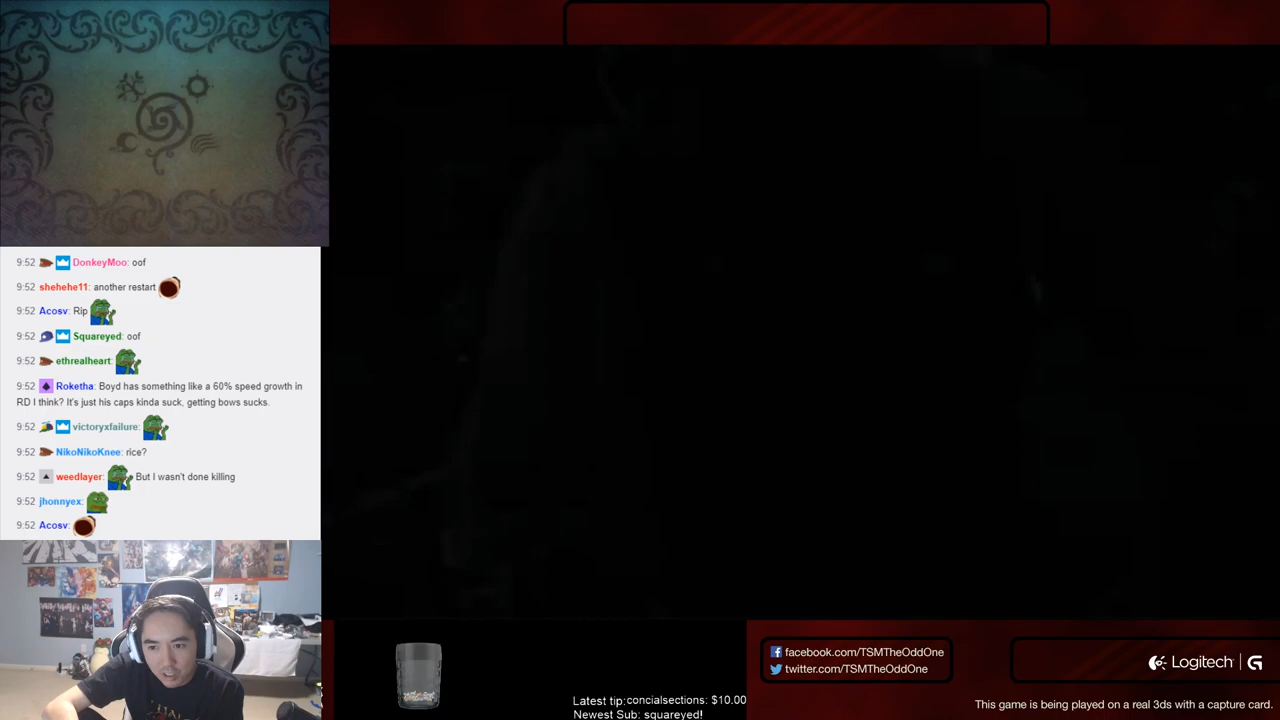 9:52 DonkeyMoo: oof
9:52 shehehe11: another restart
9:52 Acosv: Rip
9:52 Squareyed: oof
9:52 ethrealheart:
9:52 Roketha: Boyd has something like a 60% speed growth in
RD I think? It's just his caps kinda suck, getting bows sucks.
9:52 victoryxfailure:
9:52 NikoNikoKnee: rice?
9:52 weedlayer: But I wasn't done killing
9:52 jhonnyex:
9:52 Acosv:
Latest tip:concialsections: $10.00
Newest Sub: squareyed!
facebook.com/TSMTheOddOne
twitter.com/TSMTheOddOne
Logitech G
This game is being played on a real 3ds with a capture card.